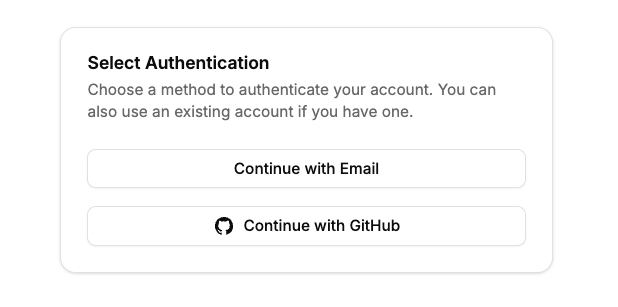 Select Authentication
Choose a method to authenticate your account. You can
also use an existing account if you have one.
Continue with Email
Continue with GitHub